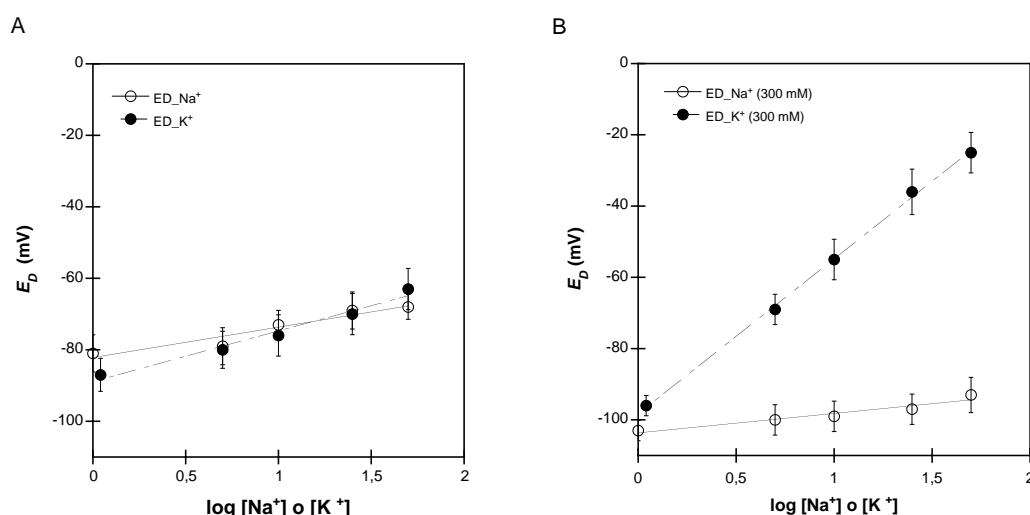 A
B
0
-20
-40
-60
-80
-100
E_D (mV)
ED_Na⁺
ED_K⁺
0
0,5
1
1,5
2
log [Na⁺] o [K ⁺]
0
-20
-40
-60
-80
-100
E_D (mV)
ED_Na⁺ (300 mM)
ED_K⁺ (300 mM)
0
0,5
1
1,5
2
log [Na⁺] o [K ⁺]